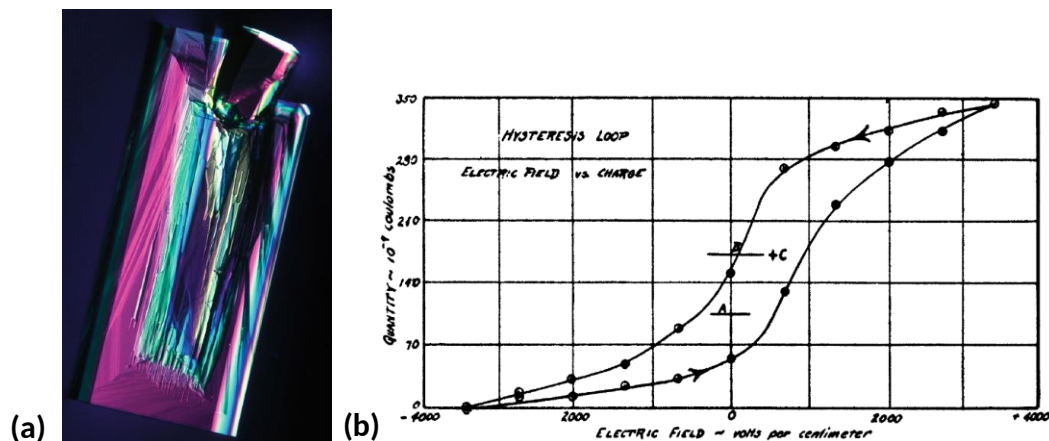 (a)
(b)
HYSTERESIS LOOP
ELECTRIC FIELD vs. CHARGE
QUANTITY ~ 10⁻⁹ COULOMBS
350
280
210
140
70
0
B
+C
A
-4000 2000 0 2000 +4000
ELECTRIC FIELD ~ VOLTS PER CENTIMETER